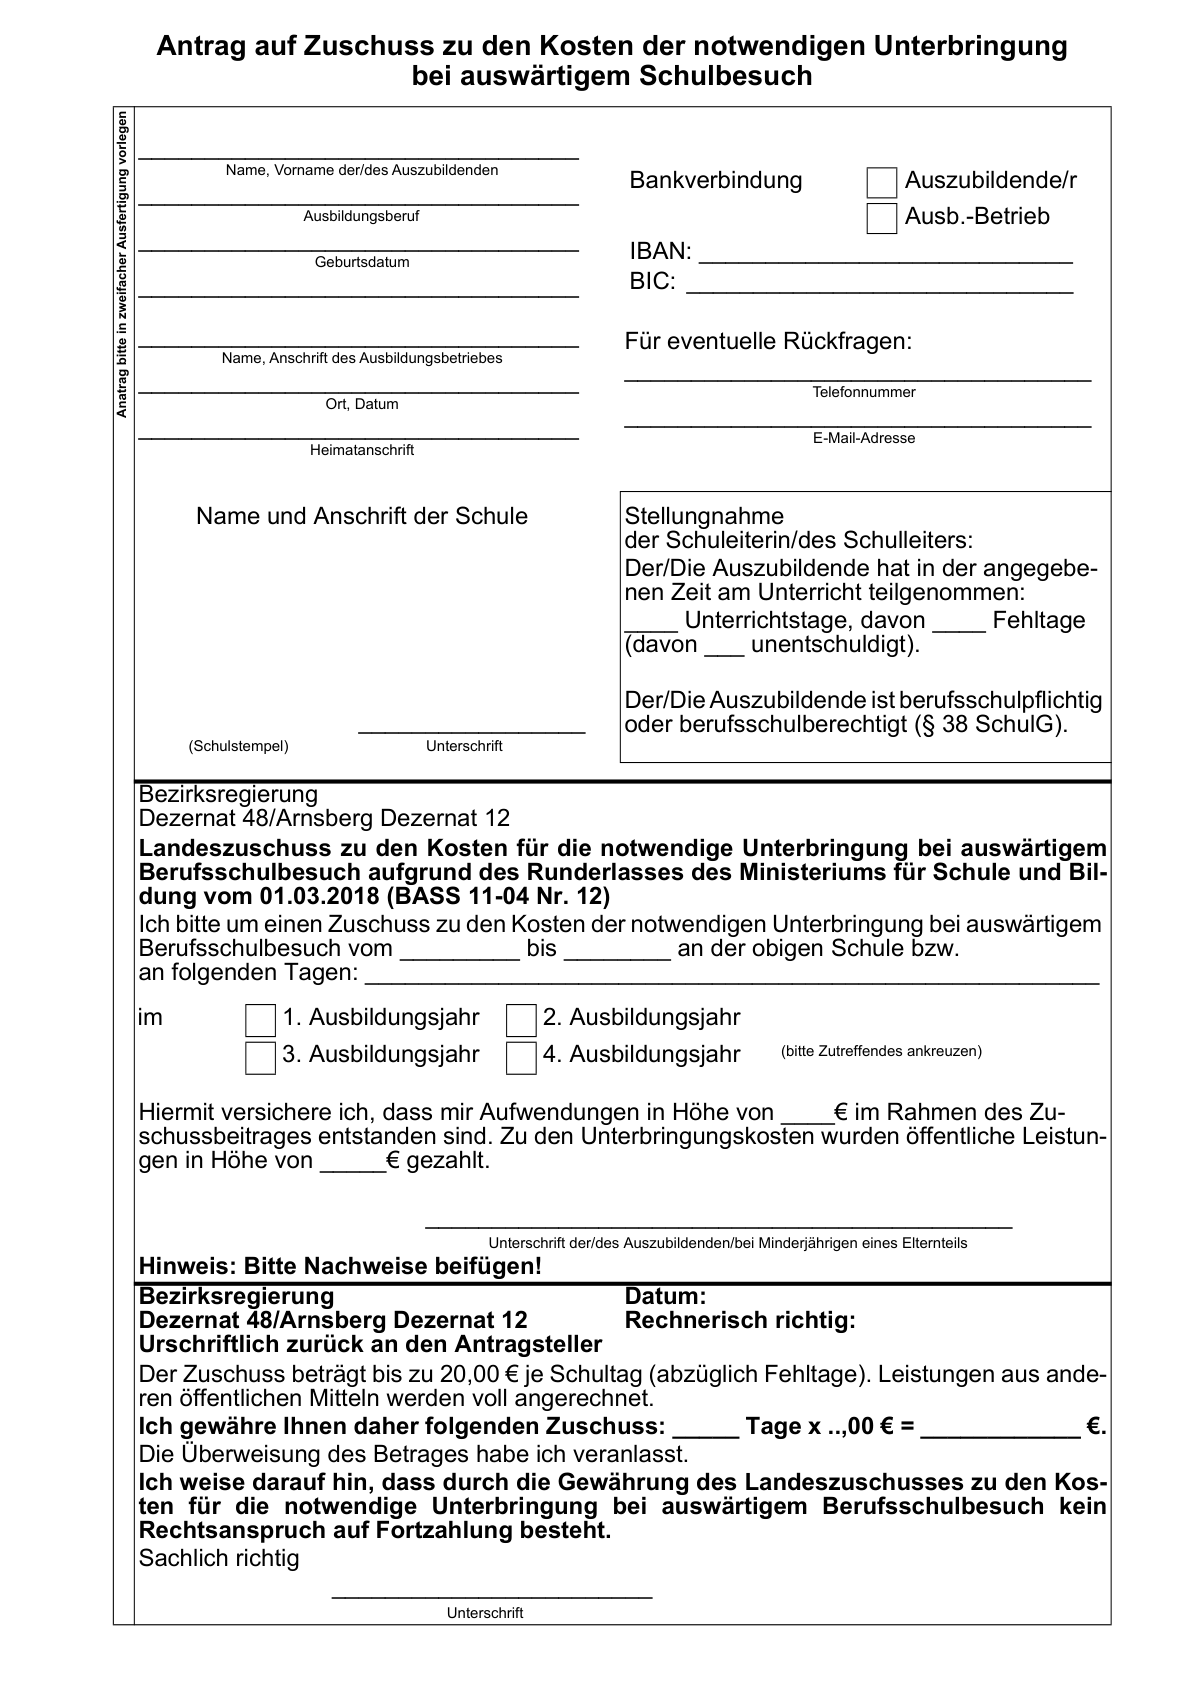 Antrag auf Zuschuss zu den Kosten der notwendigen Unterbringung
bei auswärtigem Schulbesuch
Anatrag bitte in zweifacher Ausfertigung vorlegen
Name, Vorname der/des Auszubildenden
Ausbildungsberuf
Geburtsdatum
Name, Anschrift des Ausbildungsbetriebes
Ort, Datum
Heimatanschrift
Bankverbindung
Auszubildende/r
Ausb.-Betrieb
IBAN: ____________________________
BIC: _____________________________
Für eventuelle Rückfragen:
Telefonnummer
E-Mail-Adresse
Name und Anschrift der Schule
(Schulstempel)
Unterschrift
Stellungnahme
der Schuleiterin/des Schulleiters:
Der/Die Auszubildende hat in der angegebe-
nen Zeit am Unterricht teilgenommen:
____ Unterrichtstage, davon ____ Fehltage
(davon ___ unentschuldigt).
Der/Die Auszubildende ist berufsschulpflichtig
oder berufsschulberechtigt (§ 38 SchulG).
Bezirksregierung
Dezernat 48/Arnsberg Dezernat 12
Landeszuschuss zu den Kosten für die notwendige Unterbringung bei auswärtigem
Berufsschulbesuch aufgrund des Runderlasses des Ministeriums für Schule und Bil-
dung vom 01.03.2018 (BASS 11-04 Nr. 12)
Ich bitte um einen Zuschuss zu den Kosten der notwendigen Unterbringung bei auswärtigem
Berufsschulbesuch vom _________ bis ________ an der obigen Schule bzw.
an folgenden Tagen: _______________________________________________________
im
1. Ausbildungsjahr
2. Ausbildungsjahr
3. Ausbildungsjahr
4. Ausbildungsjahr
(bitte Zutreffendes ankreuzen)
Hiermit versichere ich, dass mir Aufwendungen in Höhe von ____€ im Rahmen des Zu-
schussbeitrages entstanden sind. Zu den Unterbringungskosten wurden öffentliche Leistun-
gen in Höhe von _____€ gezahlt.
Unterschrift der/des Auszubildenden/bei Minderjährigen eines Elternteils
Hinweis: Bitte Nachweise beifügen!
Bezirksregierung
Dezernat 48/Arnsberg Dezernat 12
Urschriftlich zurück an den Antragsteller
Datum:
Rechnerisch richtig:
Der Zuschuss beträgt bis zu 20,00 € je Schultag (abzüglich Fehltage). Leistungen aus ande-
ren öffentlichen Mitteln werden voll angerechnet.
Ich gewähre Ihnen daher folgenden Zuschuss: _____ Tage x ..,00 € = ____________ €.
Die Überweisung des Betrages habe ich veranlasst.
Ich weise darauf hin, dass durch die Gewährung des Landeszuschusses zu den Kos-
ten für die notwendige Unterbringung bei auswärtigem Berufsschulbesuch kein
Rechtsanspruch auf Fortzahlung besteht.
Sachlich richtig
Unterschrift